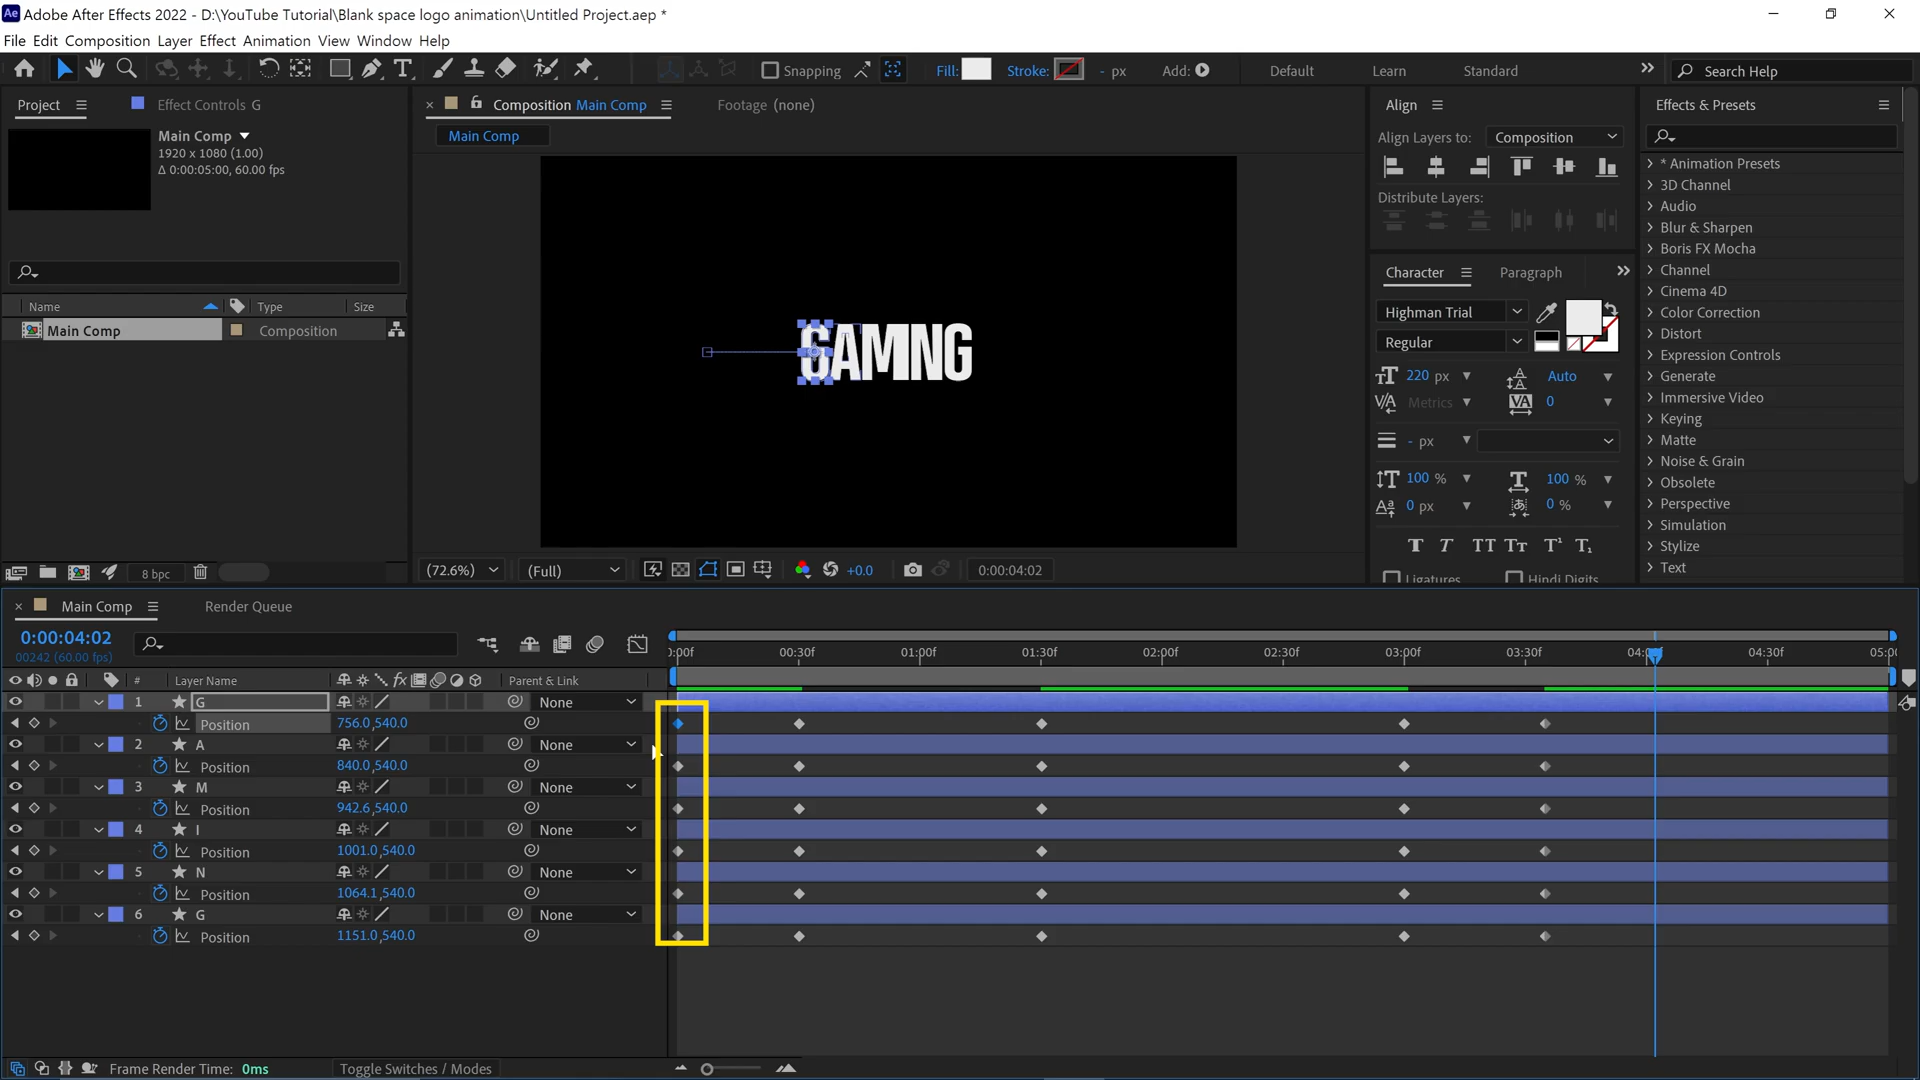 Ae Adobe After Effects 2022 - D:\YouTube Tutorial\Blank space logo animation\Untitled Project.aep *
File Edit Composition Layer Effect Animation View Window Help
Snapping Fill: Stroke: - px Add: Default Learn Standard Search Help
Project Effect Controls G
Main Comp
1920 x 1080 (1.00)
Δ 0:00:05:00, 60.00 fps
Name Type Size
Main Comp Composition
8 bpc
Composition Main Comp Footage (none)
Main Comp
GAMNG
(72.6%) (Full) +0.0 0:00:04:02
Align
Align Layers to: Composition
Distribute Layers:
Character Paragraph
Highman Trial
Regular
220 px Auto
Metrics 0
- px
100 % 100 %
0 px 0 %
T T TT Tt T¹ T₁
Ligatures Hindi Digits
Effects & Presets
* Animation Presets
3D Channel
Audio
Blur & Sharpen
Boris FX Mocha
Channel
Cinema 4D
Color Correction
Distort
Expression Controls
Generate
Immersive Video
Keying
Matte
Noise & Grain
Obsolete
Perspective
Simulation
Stylize
Text
Main Comp Render Queue
0:00:04:02
00242 (60.00 fps)
:00f 00:30f 01:00f 01:30f 02:00f 02:30f 03:00f 03:30f 04:00f 04:30f 05:00
# Layer Name fx Parent & Link
1 G None
Position 756.0,540.0
2 A None
Position 840.0,540.0
3 M None
Position 942.6,540.0
4 I None
Position 1001.0,540.0
5 N None
Position 1064.1,540.0
6 G None
Position 1151.0,540.0
Frame Render Time: 0ms Toggle Switches / Modes